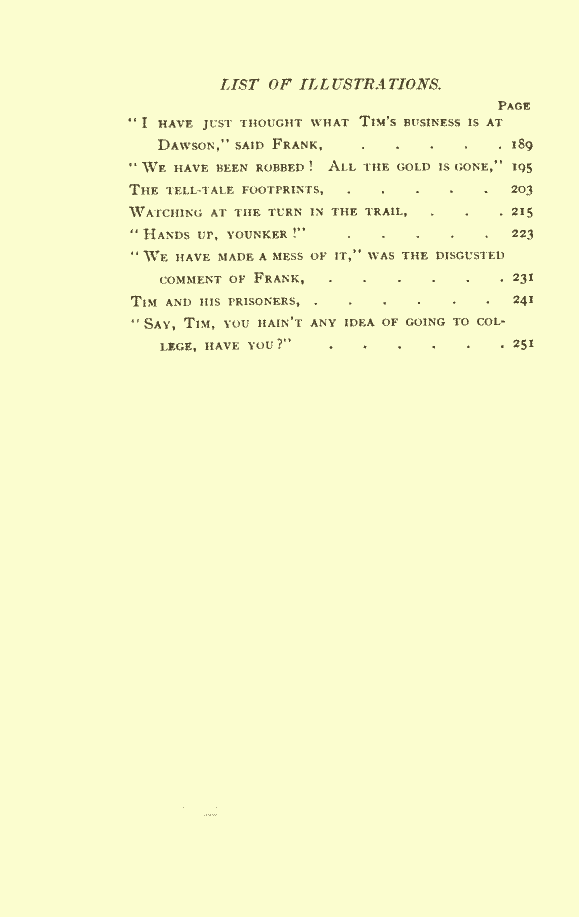 LIST OF ILLUSTRATIONS.
PAGE
"I HAVE JUST THOUGHT WHAT TIM'S BUSINESS IS AT
DAWSON," SAID FRANK, . . . . . 189
"WE HAVE BEEN ROBBED! ALL THE GOLD IS GONE," 195
THE TELL-TALE FOOTPRINTS, . . . . . 203
WATCHING AT THE TURN IN THE TRAIL, . . . 215
"HANDS UP, YOUNKER!" . . . . . 223
"WE HAVE MADE A MESS OF IT," WAS THE DISGUSTED
COMMENT OF FRANK, . . . . . . 231
TIM AND HIS PRISONERS, . . . . . . 241
"SAY, TIM, YOU HAIN'T ANY IDEA OF GOING TO COL-
LEGE, HAVE YOU?" . . . . . . 251